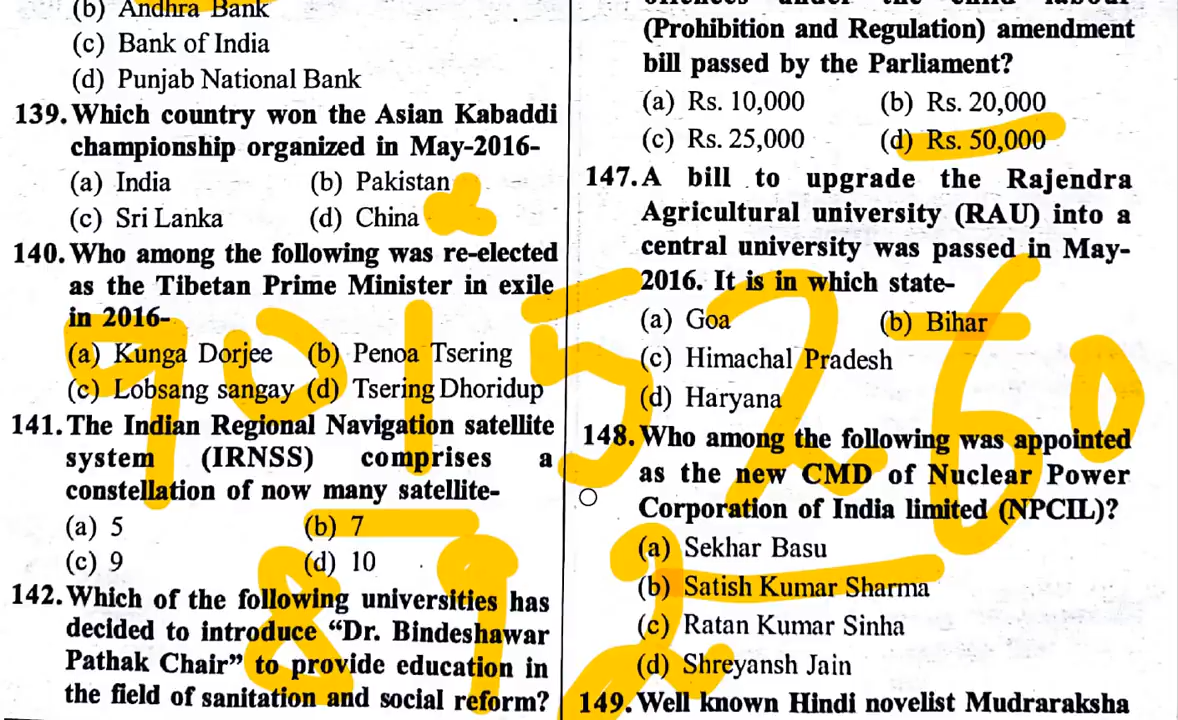 (b) Andhra Bank
(c) Bank of India
(d) Punjab National Bank
139. Which country won the Asian Kabaddi
championship organized in May-2016-
(a) India (b) Pakistan
(c) Sri Lanka (d) China
140. Who among the following was re-elected
as the Tibetan Prime Minister in exile
in 2016-
(a) Kunga Dorjee (b) Penoa Tsering
(c) Lobsang sangay (d) Tsering Dhoridup
141. The Indian Regional Navigation satellite
system (IRNSS) comprises a
constellation of now many satellite-
(a) 5 (b) 7
(c) 9 (d) 10
142. Which of the following universities has
decided to introduce “Dr. Bindeshawar
Pathak Chair” to provide education in
the field of sanitation and social reform?
offences under the child labour
(Prohibition and Regulation) amendment
bill passed by the Parliament?
(a) Rs. 10,000 (b) Rs. 20,000
(c) Rs. 25,000 (d) Rs. 50,000
147. A bill to upgrade the Rajendra
Agricultural university (RAU) into a
central university was passed in May-
2016. It is in which state-
(a) Goa (b) Bihar
(c) Himachal Pradesh
(d) Haryana
148. Who among the following was appointed
as the new CMD of Nuclear Power
Corporation of India limited (NPCIL)?
(a) Sekhar Basu
(b) Satish Kumar Sharma
(c) Ratan Kumar Sinha
(d) Shreyansh Jain
149. Well known Hindi novelist Mudraraksha
9015260
892